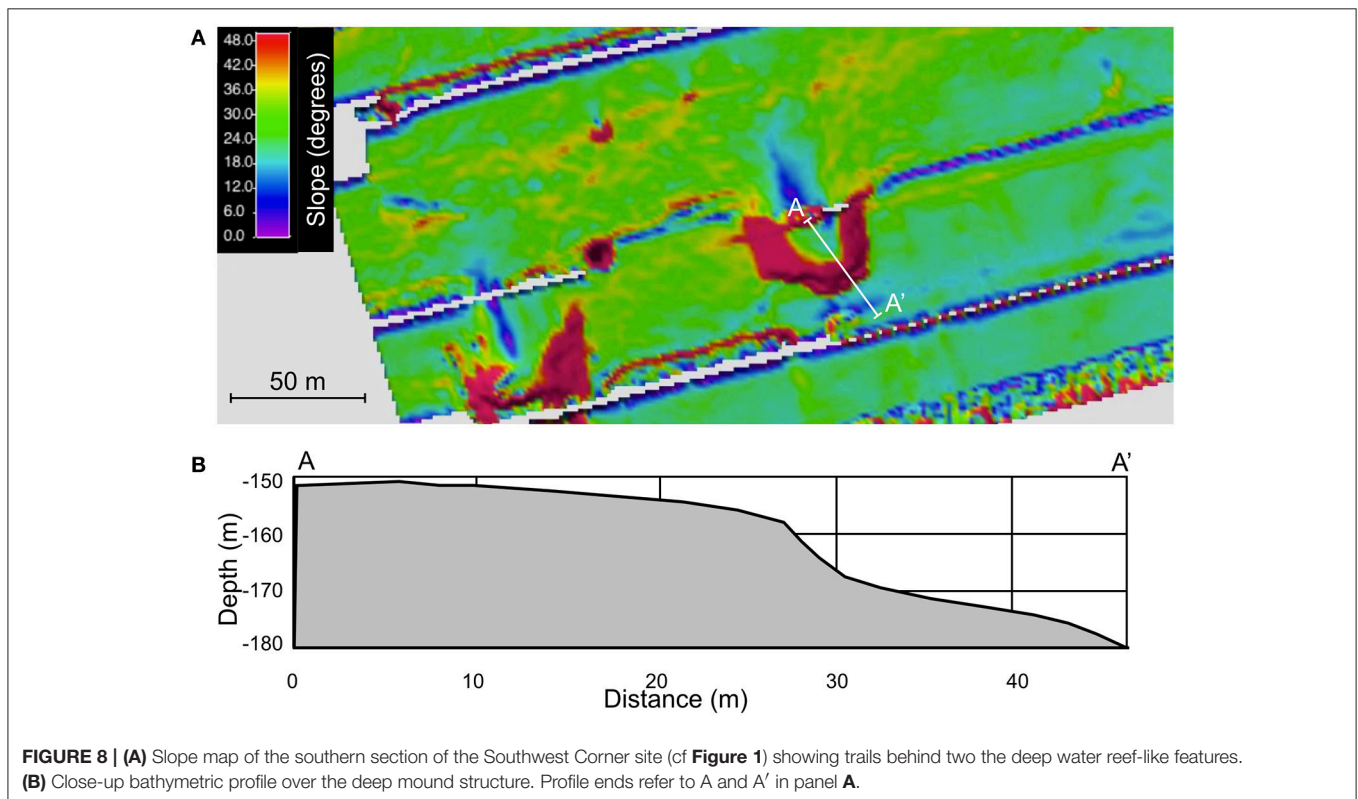 A
48.0
42.0
36.0
30.0
24.0
18.0
12.0
6.0
0.0
Slope (degrees)
A
A'
50 m
B
A
A'
-150
-160
-170
-180
Depth (m)
0 10 20 30 40
Distance (m)
FIGURE 8 | (A) Slope map of the southern section of the Southwest Corner site (cf Figure 1) showing trails behind two the deep water reef-like features.
(B) Close-up bathymetric profile over the deep mound structure. Profile ends refer to A and A′ in panel A.